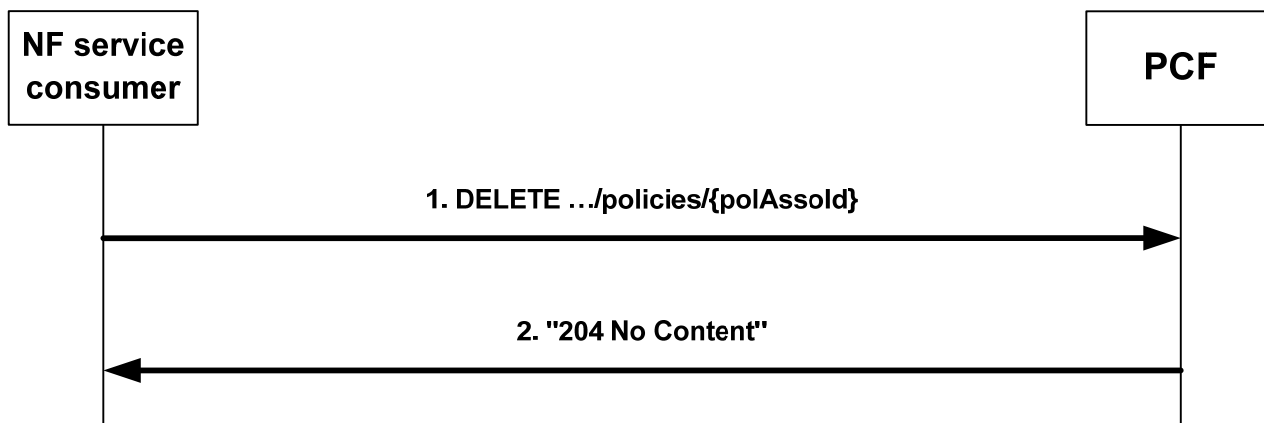 NF service
consumer
PCF
1. DELETE …/policies/{polAssoId}
2. "204 No Content"